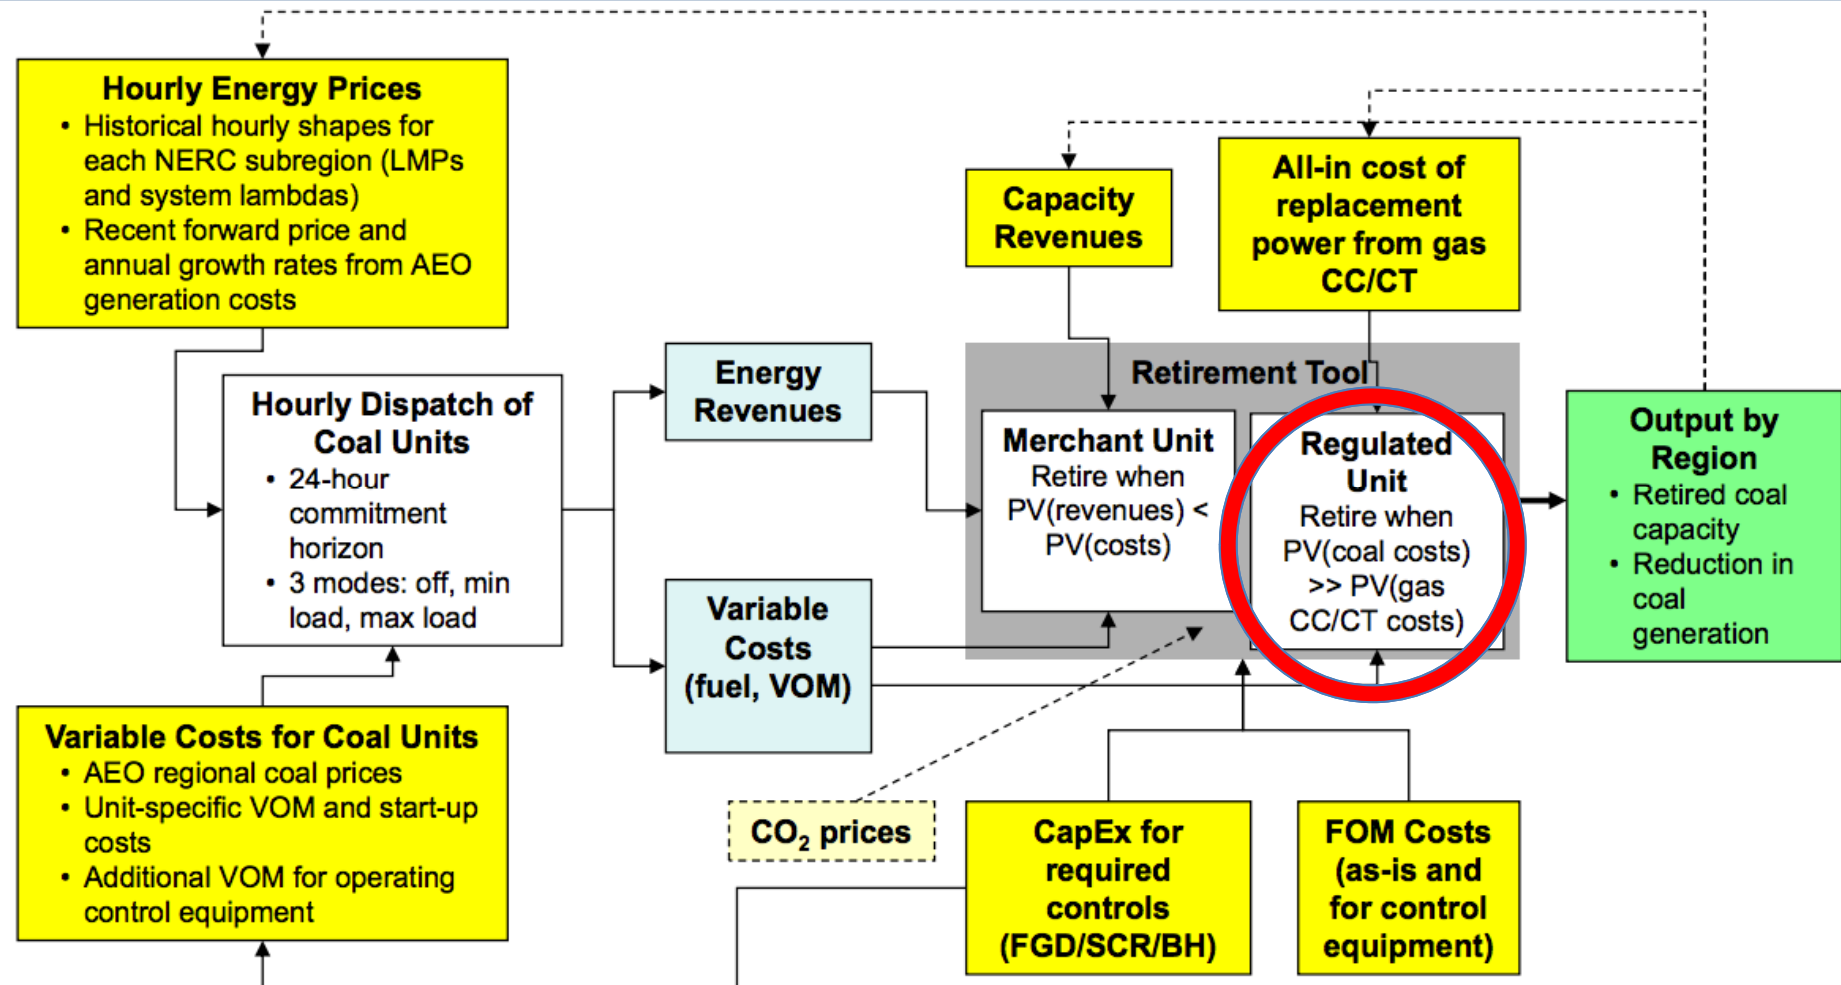 Hourly Energy Prices
• Historical hourly shapes for
each NERC subregion (LMPs
and system lambdas)
• Recent forward price and
annual growth rates from AEO
generation costs
Capacity
Revenues
All-in cost of
replacement
power from gas
CC/CT
Hourly Dispatch of
Coal Units
• 24-hour
commitment
horizon
• 3 modes: off, min
load, max load
Energy
Revenues
Variable
Costs
(fuel, VOM)
Retirement Tool
Merchant Unit
Retire when
PV(revenues) <
PV(costs)
Regulated
Unit
Retire when
PV(coal costs)
>> PV(gas
CC/CT costs)
Output by
Region
• Retired coal
capacity
• Reduction in
coal
generation
Variable Costs for Coal Units
• AEO regional coal prices
• Unit-specific VOM and start-up
costs
• Additional VOM for operating
control equipment
CO₂ prices
CapEx for
required
controls
(FGD/SCR/BH)
FOM Costs
(as-is and
for control
equipment)